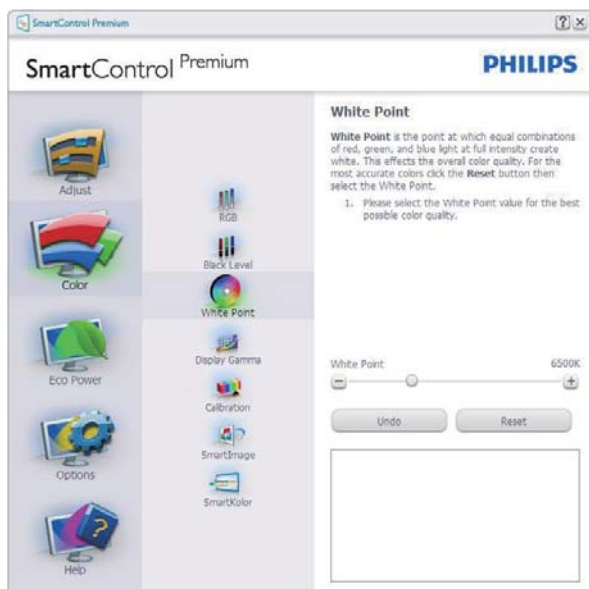 SmartControl Premium
SmartControl Premium
PHILIPS
Adjust
Color
Eco Power
Options
Help
RGB
Black Level
White Point
Display Gamma
Calibration
SmartImage
SmartKolor
White Point
White Point is the point at which equal combinations
of red, green, and blue light at full intensity create
white. This effects the overall color quality. For the
most accurate colors click the Reset button then
select the White Point.
1. Please select the White Point value for the best
possible color quality.
White Point 6500K
Undo Reset